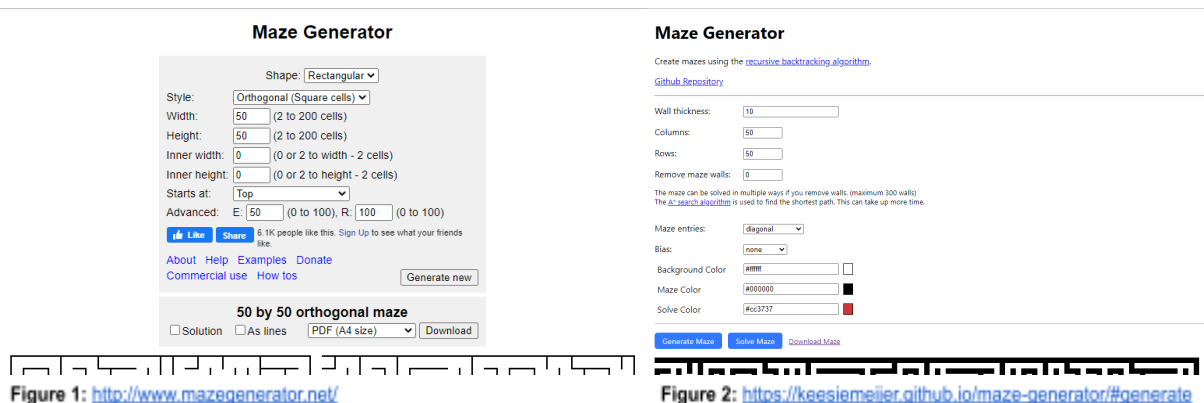 Maze Generator
Shape: Rectangular
Style: Orthogonal (Square cells)
Width: 50 (2 to 200 cells)
Height: 50 (2 to 200 cells)
Inner width: 0 (0 or 2 to width - 2 cells)
Inner height: 0 (0 or 2 to height - 2 cells)
Starts at: Top
Advanced: E: 50 (0 to 100), R: 100 (0 to 100)
Like Share 6.1K people like this. Sign Up to see what your friends
like.
About Help Examples Donate
Commercial use How tos Generate new
50 by 50 orthogonal maze
Solution As lines PDF (A4 size) Download
Figure 1: http://www.mazegenerator.net/
Maze Generator
Create mazes using the recursive backtracking algorithm.
Github Repository
Wall thickness: 10
Columns: 50
Rows: 50
Remove maze walls: 0
The maze can be solved in multiple ways if you remove walls. (maximum 300 walls)
The A* search algorithm is used to find the shortest path. This can take up more time.
Maze entries: diagonal
Bias: none
Background Color #ffffff
Maze Color #000000
Solve Color #cc3737
Generate Maze Solve Maze Download Maze
Figure 2: https://keesiemeijer.github.io/maze-generator/#generate